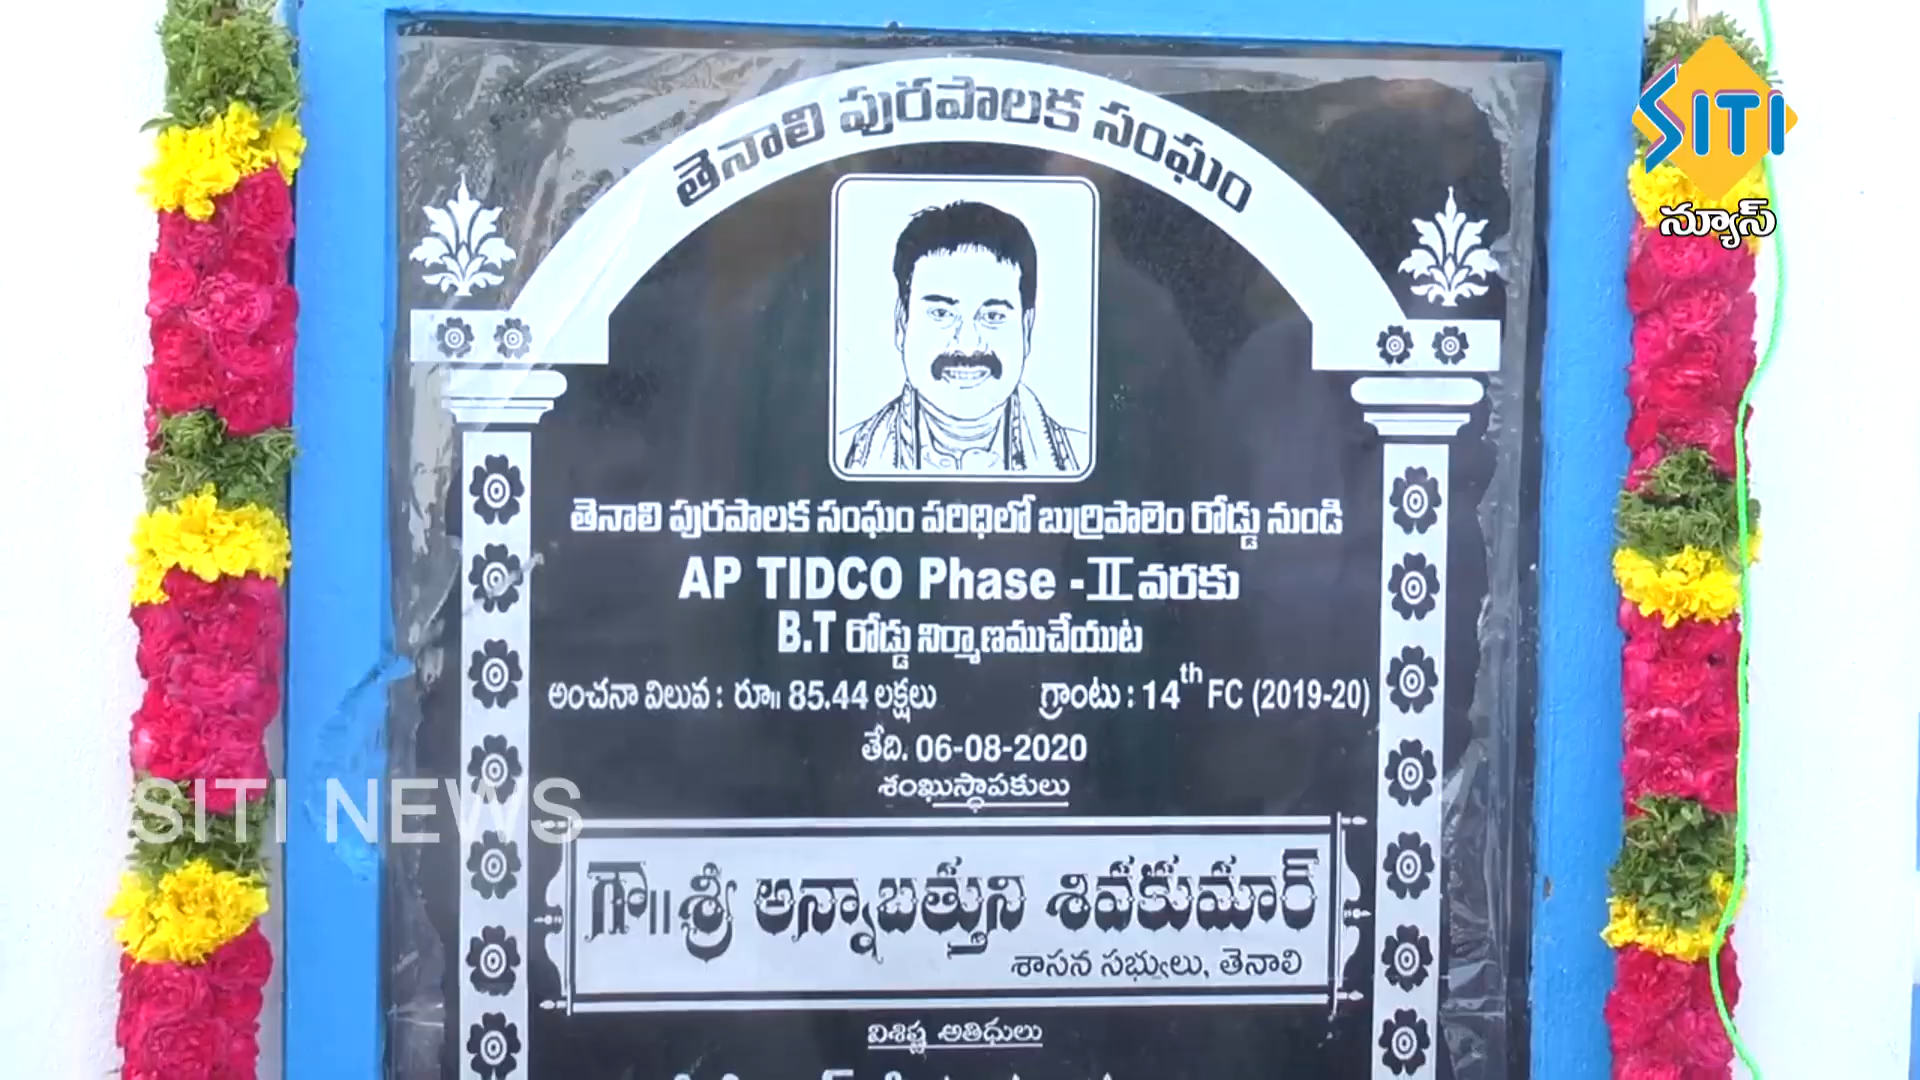 తెనాలి పురపాలక సంఘం
SITI
న్యూస్
తెనాలి పురపాలక సంఘం పరిధిలో బుర్రిపాలెం రోడ్డు నుండి
AP TIDCO Phase -II వరకు
B.T రోడ్డు నిర్మాణముచేయుట
అంచనా విలువ : రూ॥ 85.44 లక్షలు గ్రాంటు : 14th FC (2019-20)
తేది. 06-08-2020
శంఖుస్థాపకులు
SITI NEWS
గౌ॥ శ్రీ అన్నాబత్తుని శివకుమార్
శాసన సభ్యులు, తెనాలి
విశిష్ట అతిధులు